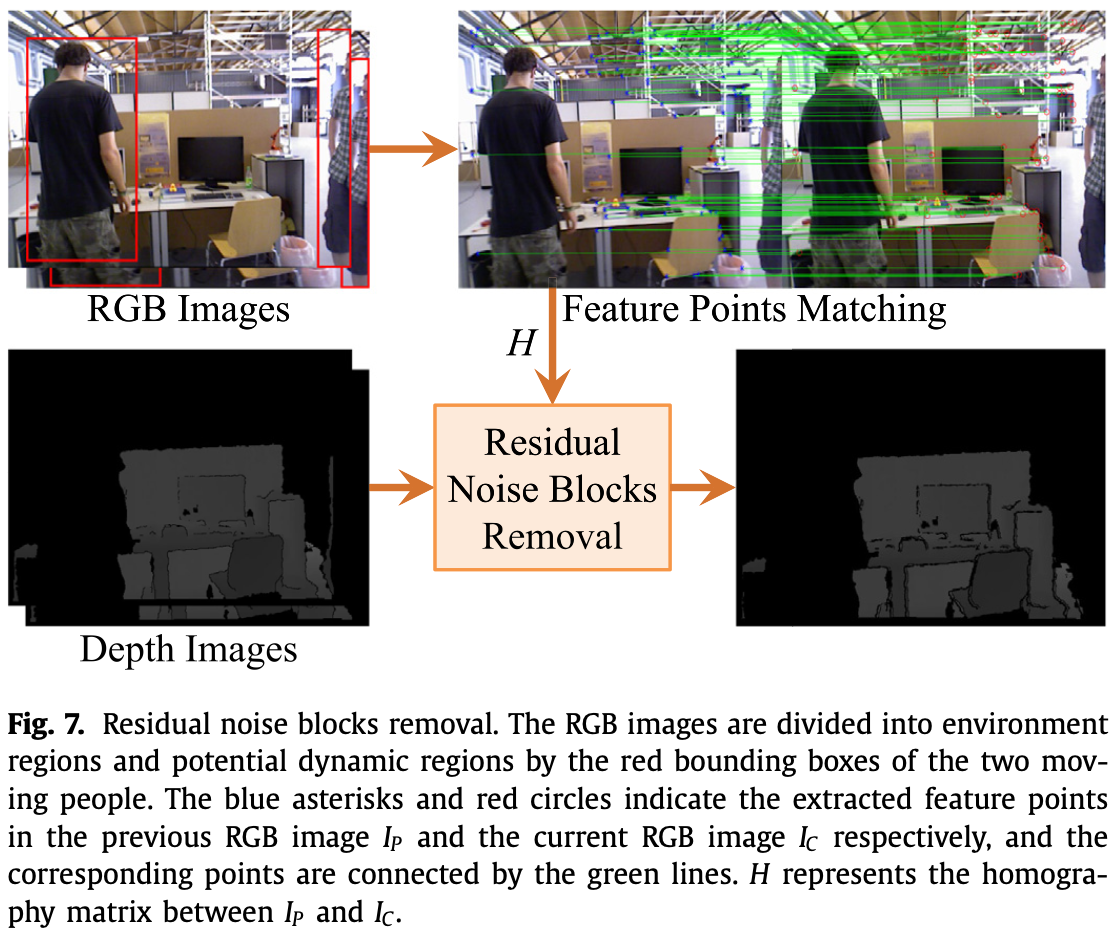 RGB Images
Feature Points Matching
H
Residual
Noise Blocks
Removal
Depth Images
Fig. 7. Residual noise blocks removal. The RGB images are divided into environment
regions and potential dynamic regions by the red bounding boxes of the two mov-
ing people. The blue asterisks and red circles indicate the extracted feature points
in the previous RGB image I_P and the current RGB image I_C respectively, and the
corresponding points are connected by the green lines. H represents the homogra-
phy matrix between I_P and I_C.